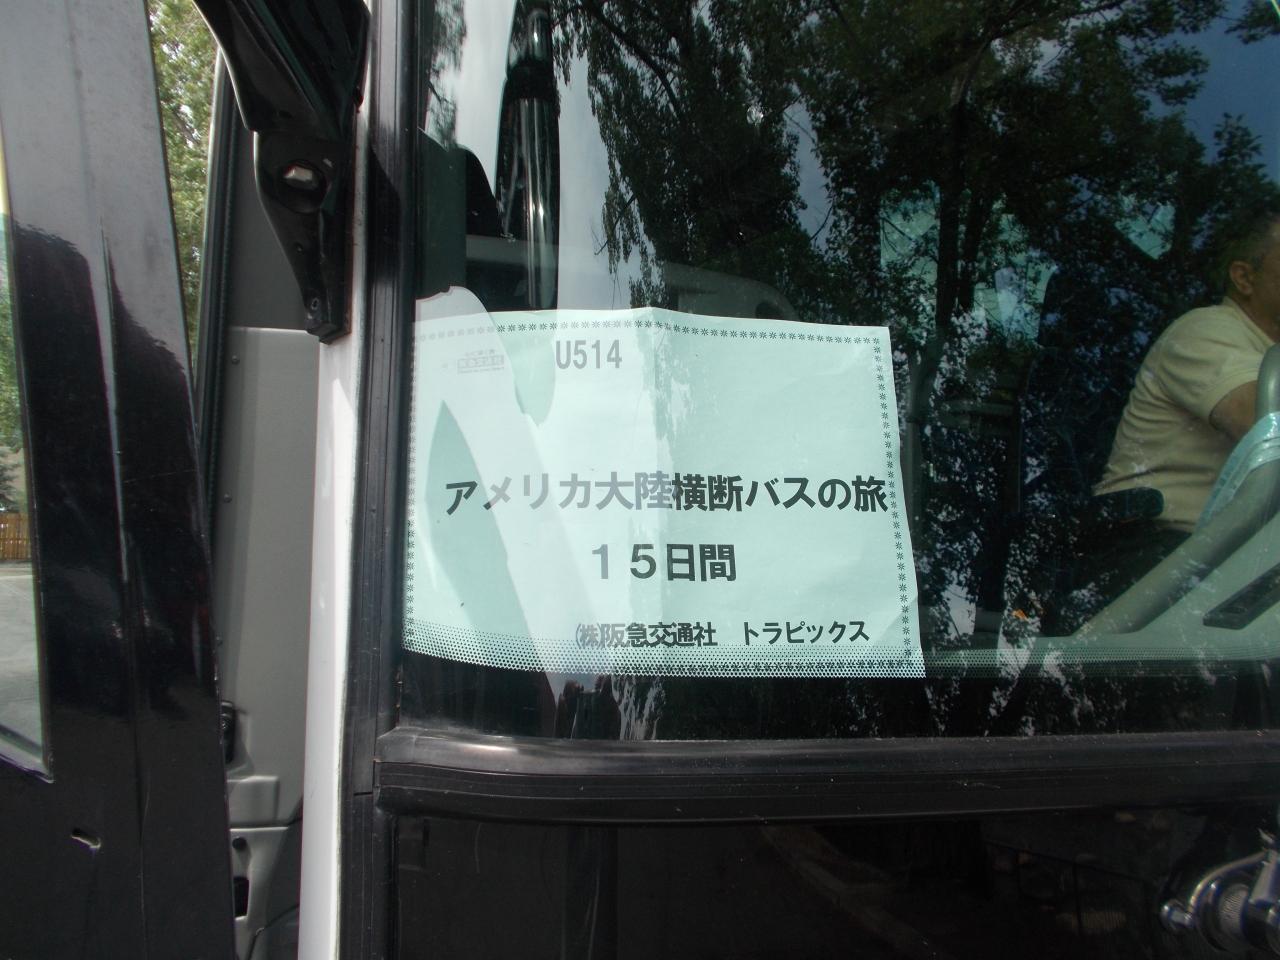 U514
アメリカ大陸横断バスの旅
１５日間
㈱阪急交通社　トラピックス